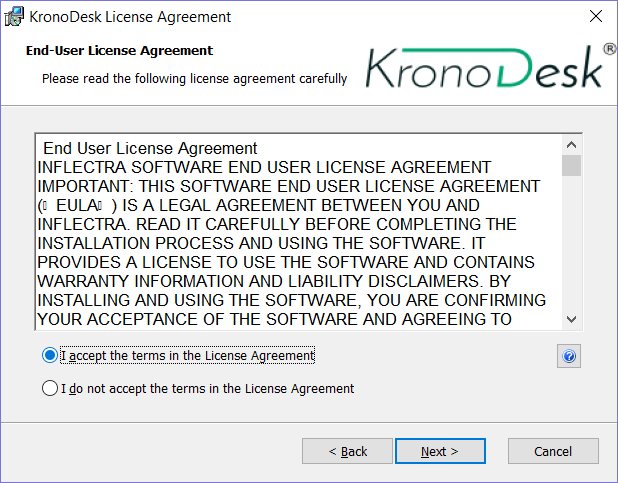 KronoDesk License Agreement
End-User License Agreement
Please read the following license agreement carefully
KronoDesk®
End User License Agreement
INFLECTRA SOFTWARE END USER LICENSE AGREEMENT
IMPORTANT: THIS SOFTWARE END USER LICENSE AGREEMENT
(▯ EULA▯ ) IS A LEGAL AGREEMENT BETWEEN YOU AND
INFLECTRA. READ IT CAREFULLY BEFORE COMPLETING THE
INSTALLATION PROCESS AND USING THE SOFTWARE. IT
PROVIDES A LICENSE TO USE THE SOFTWARE AND CONTAINS
WARRANTY INFORMATION AND LIABILITY DISCLAIMERS. BY
INSTALLING AND USING THE SOFTWARE, YOU ARE CONFIRMING
YOUR ACCEPTANCE OF THE SOFTWARE AND AGREEING TO
I accept the terms in the License Agreement
?
I do not accept the terms in the License Agreement
< Back
Next >
Cancel